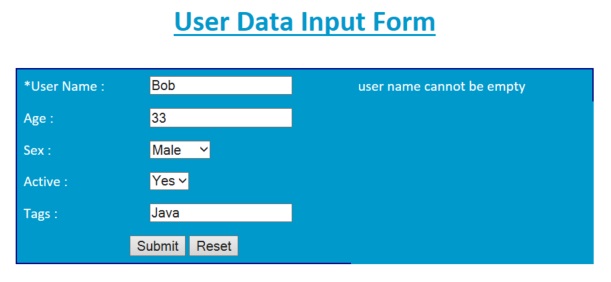 User Data Input Form
*User Name : Bob user name cannot be empty
Age : 33
Sex : Male
Active : Yes
Tags : Java
Submit Reset